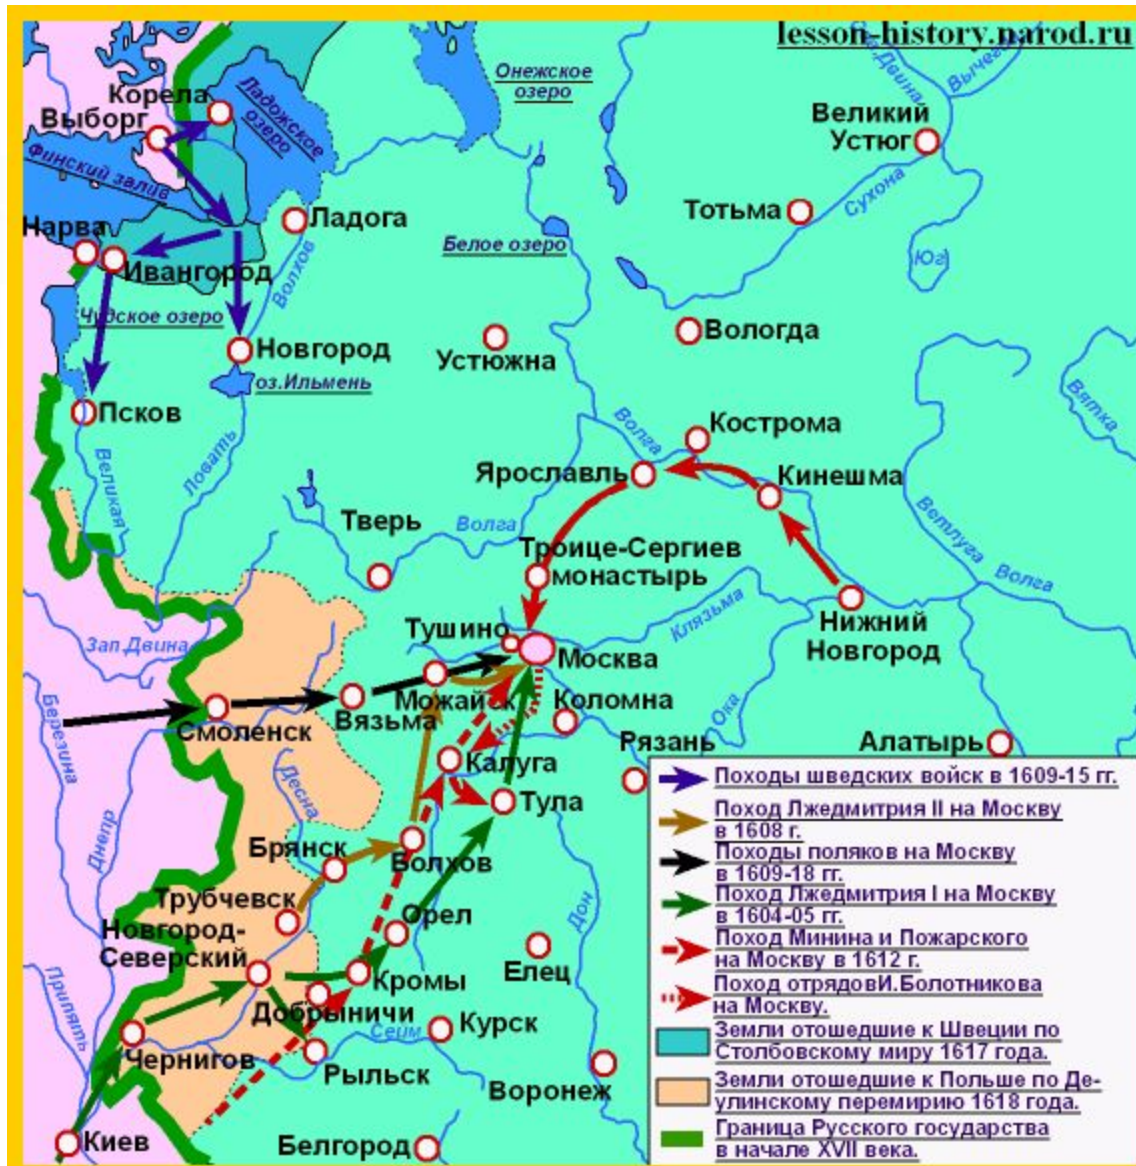 lesson-history.narod.ru
Онежское
озеро
Вычегда
Корела
Выборг
Ладожское
озеро
Великий
Устюг
Финский залив
Сухона
Тотьма
Ладога
Нарва
Белое озеро
Ивангород
Волхов
Юг
Чудское озеро
Новгород
Устюжна
Вологда
оз.Ильмень
Псков
Вятка
Волга
Кострома
Великая
Ловать
Ярославль
Кинешма
Тверь
Волга
Ветлуга
Волга
Троице-Сергиев
монастырь
Клязьма
Зап.Двина
Тушино
Москва
Нижний
Новгород
Можайск
Коломна
Березина
Смоленск
Вязьма
Ока
Рязань
Алатырь
Калуга
Десна
Тула
Днепр
Брянск
Болхов
Трубчевск
Новгород-
Северский
Орел
Дон
Елец
Кромы
Припять
Добрыничи
Сейм
Курск
Чернигов
Рыльск
Воронеж
Киев
Белгород
Походы шведских войск в 1609-15 гг.
Поход Лжедмитрия II на Москву
в 1608 г.
Походы поляков на Москву
в 1609-18 гг.
Поход Лжедмитрия I на Москву
в 1604-05 гг.
Поход Минина и Пожарского
на Москву в 1612 г.
Поход отрядовИ.Болотникова
на Москву.
Земли отошедшие к Швеции по
Столбовскому миру 1617 года.
Земли отошедшие к Польше по Де-
улинскому перемирию 1618 года.
Граница Русского государства
в начале XVII века.